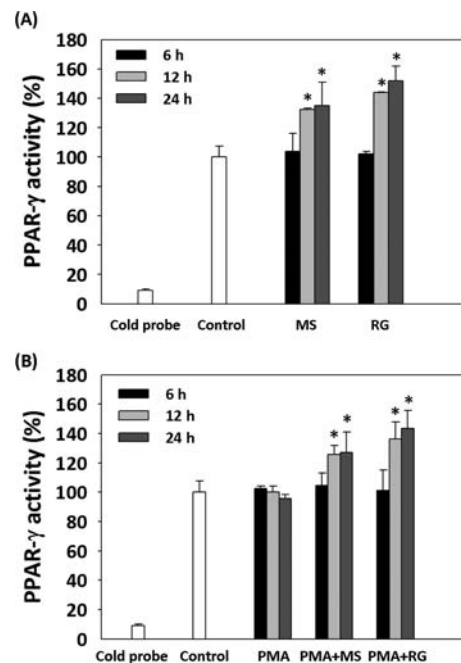 (A)
180
160
140
120
100
80
60
40
20
0
PPAR-γ activity (%)
6 h
12 h
24 h
* * * *
Cold probe Control MS RG
(B)
180
160
140
120
100
80
60
40
20
0
PPAR-γ activity (%)
6 h
12 h
24 h
* * * *
Cold probe Control PMA PMA+MS PMA+RG